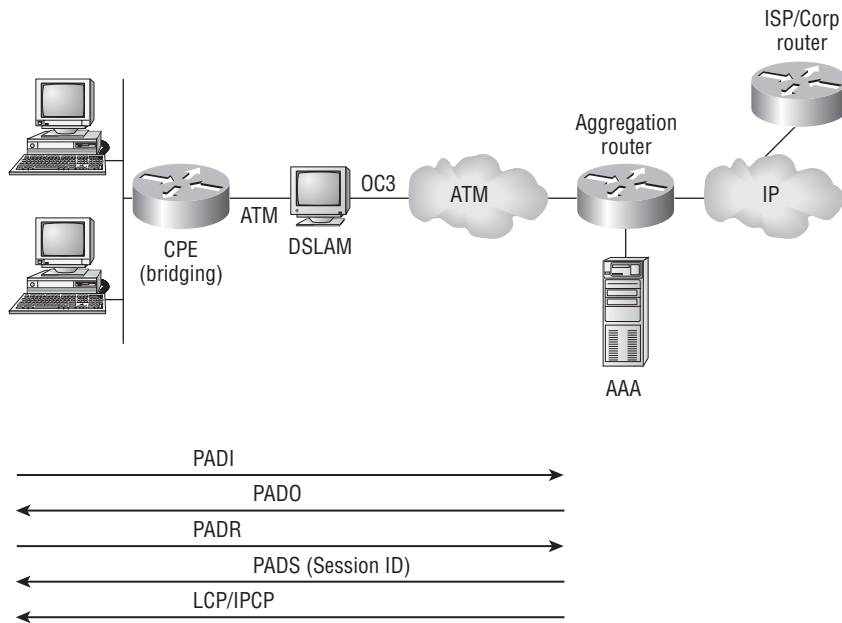 ISP/Corp
router
Aggregation
router
OC3
ATM
IP
ATM
CPE
(bridging)
DSLAM
AAA
PADI
PADO
PADR
PADS (Session ID)
LCP/IPCP